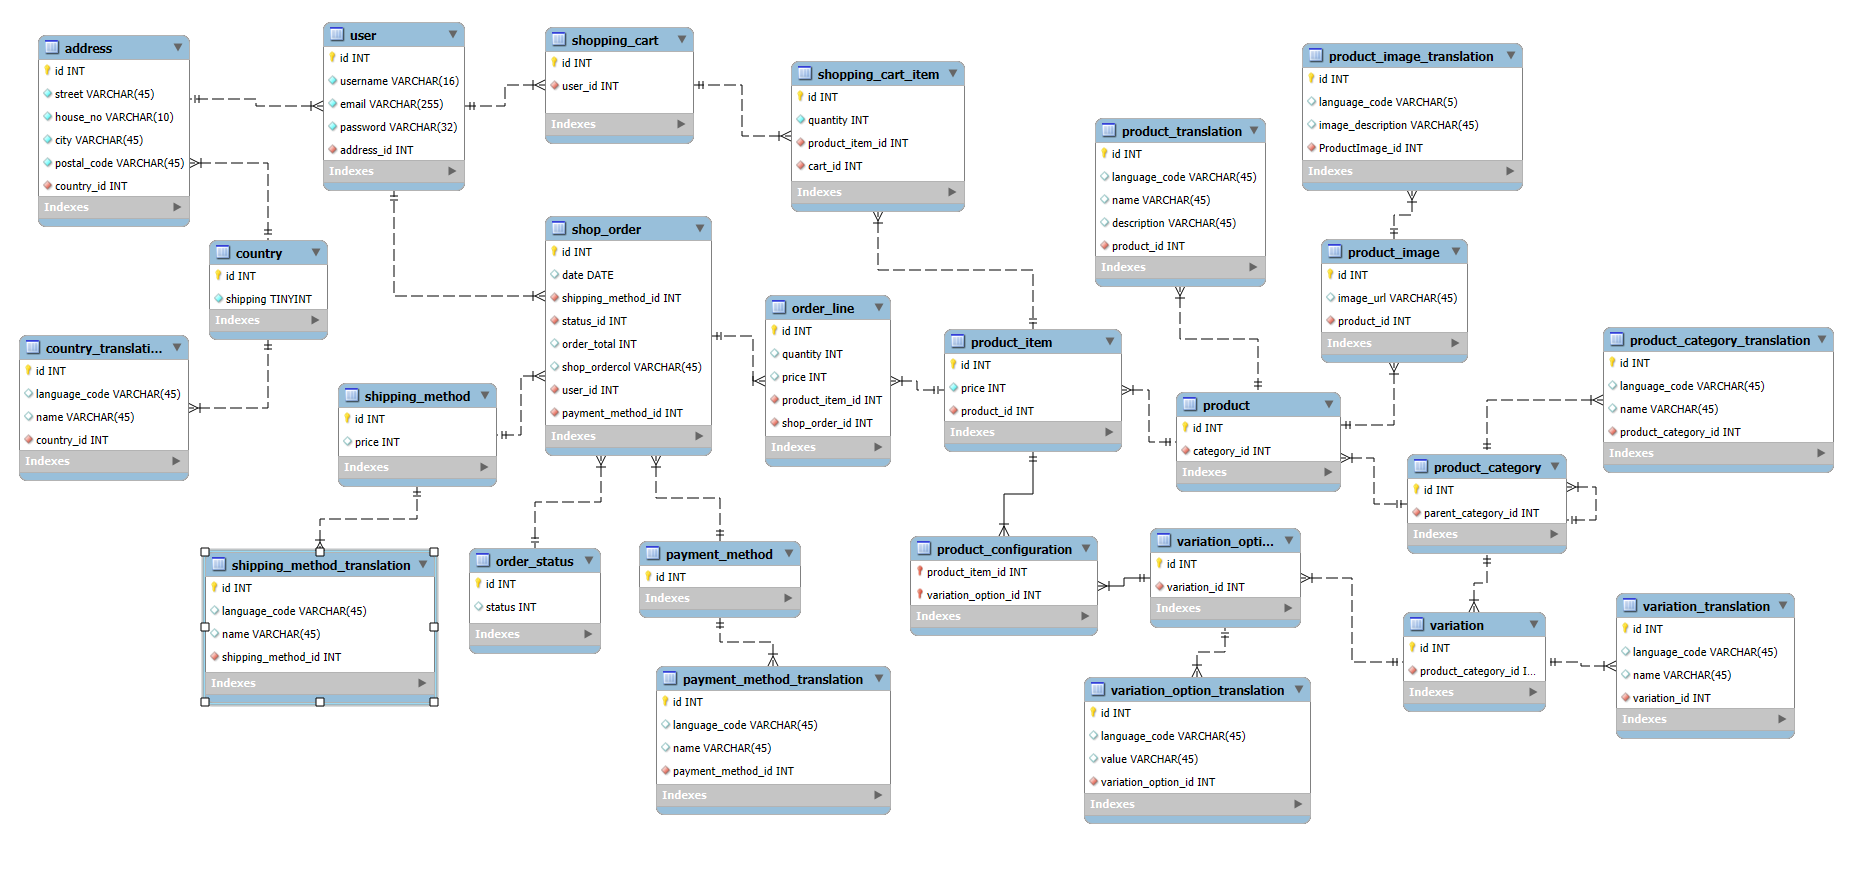 address
id INT
street VARCHAR(45)
house_no VARCHAR(10)
city VARCHAR(45)
postal_code VARCHAR(45)
country_id INT
Indexes
user
id INT
username VARCHAR(16)
email VARCHAR(255)
password VARCHAR(32)
address_id INT
Indexes
shopping_cart
id INT
user_id INT
Indexes
shopping_cart_item
id INT
quantity INT
product_item_id INT
cart_id INT
Indexes
product_translation
id INT
language_code VARCHAR(45)
name VARCHAR(45)
description VARCHAR(45)
product_id INT
Indexes
product_image_translation
id INT
language_code VARCHAR(5)
image_description VARCHAR(45)
ProductImage_id INT
Indexes
country
id INT
shipping TINYINT
Indexes
shop_order
id INT
date DATE
shipping_method_id INT
status_id INT
order_total INT
shop_ordercol VARCHAR(45)
user_id INT
payment_method_id INT
Indexes
order_line
id INT
quantity INT
price INT
product_item_id INT
shop_order_id INT
Indexes
product_item
id INT
price INT
product_id INT
Indexes
product_image
id INT
image_url VARCHAR(45)
product_id INT
Indexes
country_translati...
id INT
language_code VARCHAR(45)
name VARCHAR(45)
country_id INT
Indexes
shipping_method
id INT
price INT
Indexes
product
id INT
category_id INT
Indexes
product_category_translation
id INT
language_code VARCHAR(45)
name VARCHAR(45)
product_category_id INT
Indexes
product_category
id INT
parent_category_id INT
Indexes
shipping_method_translation
id INT
language_code VARCHAR(45)
name VARCHAR(45)
shipping_method_id INT
Indexes
order_status
id INT
status INT
Indexes
payment_method
id INT
Indexes
product_configuration
product_item_id INT
variation_option_id INT
Indexes
variation_opti...
id INT
variation_id INT
Indexes
variation
id INT
product_category_id I...
Indexes
variation_translation
id INT
language_code VARCHAR(45)
name VARCHAR(45)
variation_id INT
Indexes
payment_method_translation
id INT
language_code VARCHAR(45)
name VARCHAR(45)
payment_method_id INT
Indexes
variation_option_translation
id INT
language_code VARCHAR(45)
value VARCHAR(45)
variation_option_id INT
Indexes